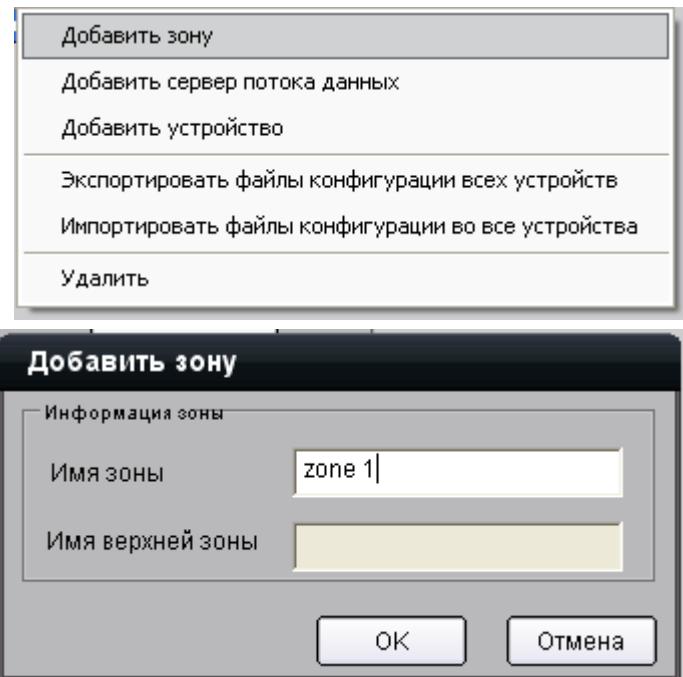 Добавить зону
Добавить сервер потока данных
Добавить устройство
Экспортировать файлы конфигурации всех устройств
Импортировать файлы конфигурации во все устройства
Удалить
Добавить зону
Информация зоны
Имя зоны zone 1
Имя верхней зоны
OK Отмена